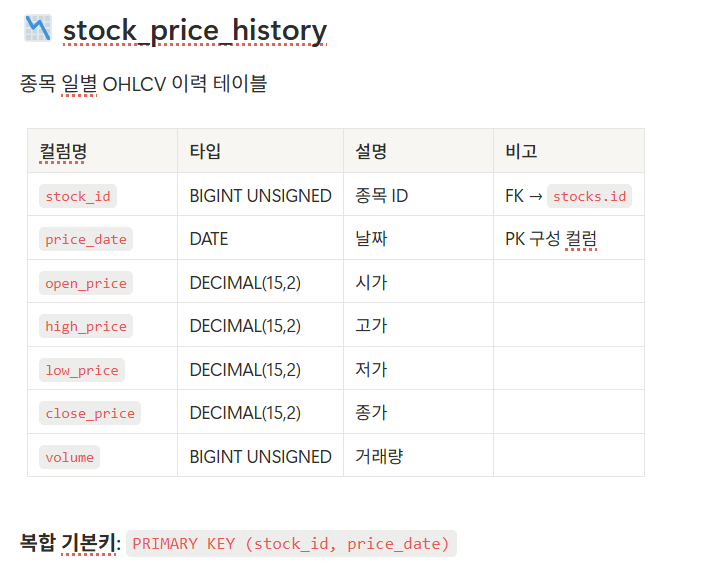 stock_price_history
종목 일별 OHLCV 이력 테이블
컬럼명 타입 설명 비고
stock_id BIGINT UNSIGNED 종목 ID FK → stocks.id
price_date DATE 날짜 PK 구성 컬럼
open_price DECIMAL(15,2) 시가
high_price DECIMAL(15,2) 고가
low_price DECIMAL(15,2) 저가
close_price DECIMAL(15,2) 종가
volume BIGINT UNSIGNED 거래량
복합 기본키: PRIMARY KEY (stock_id, price_date)